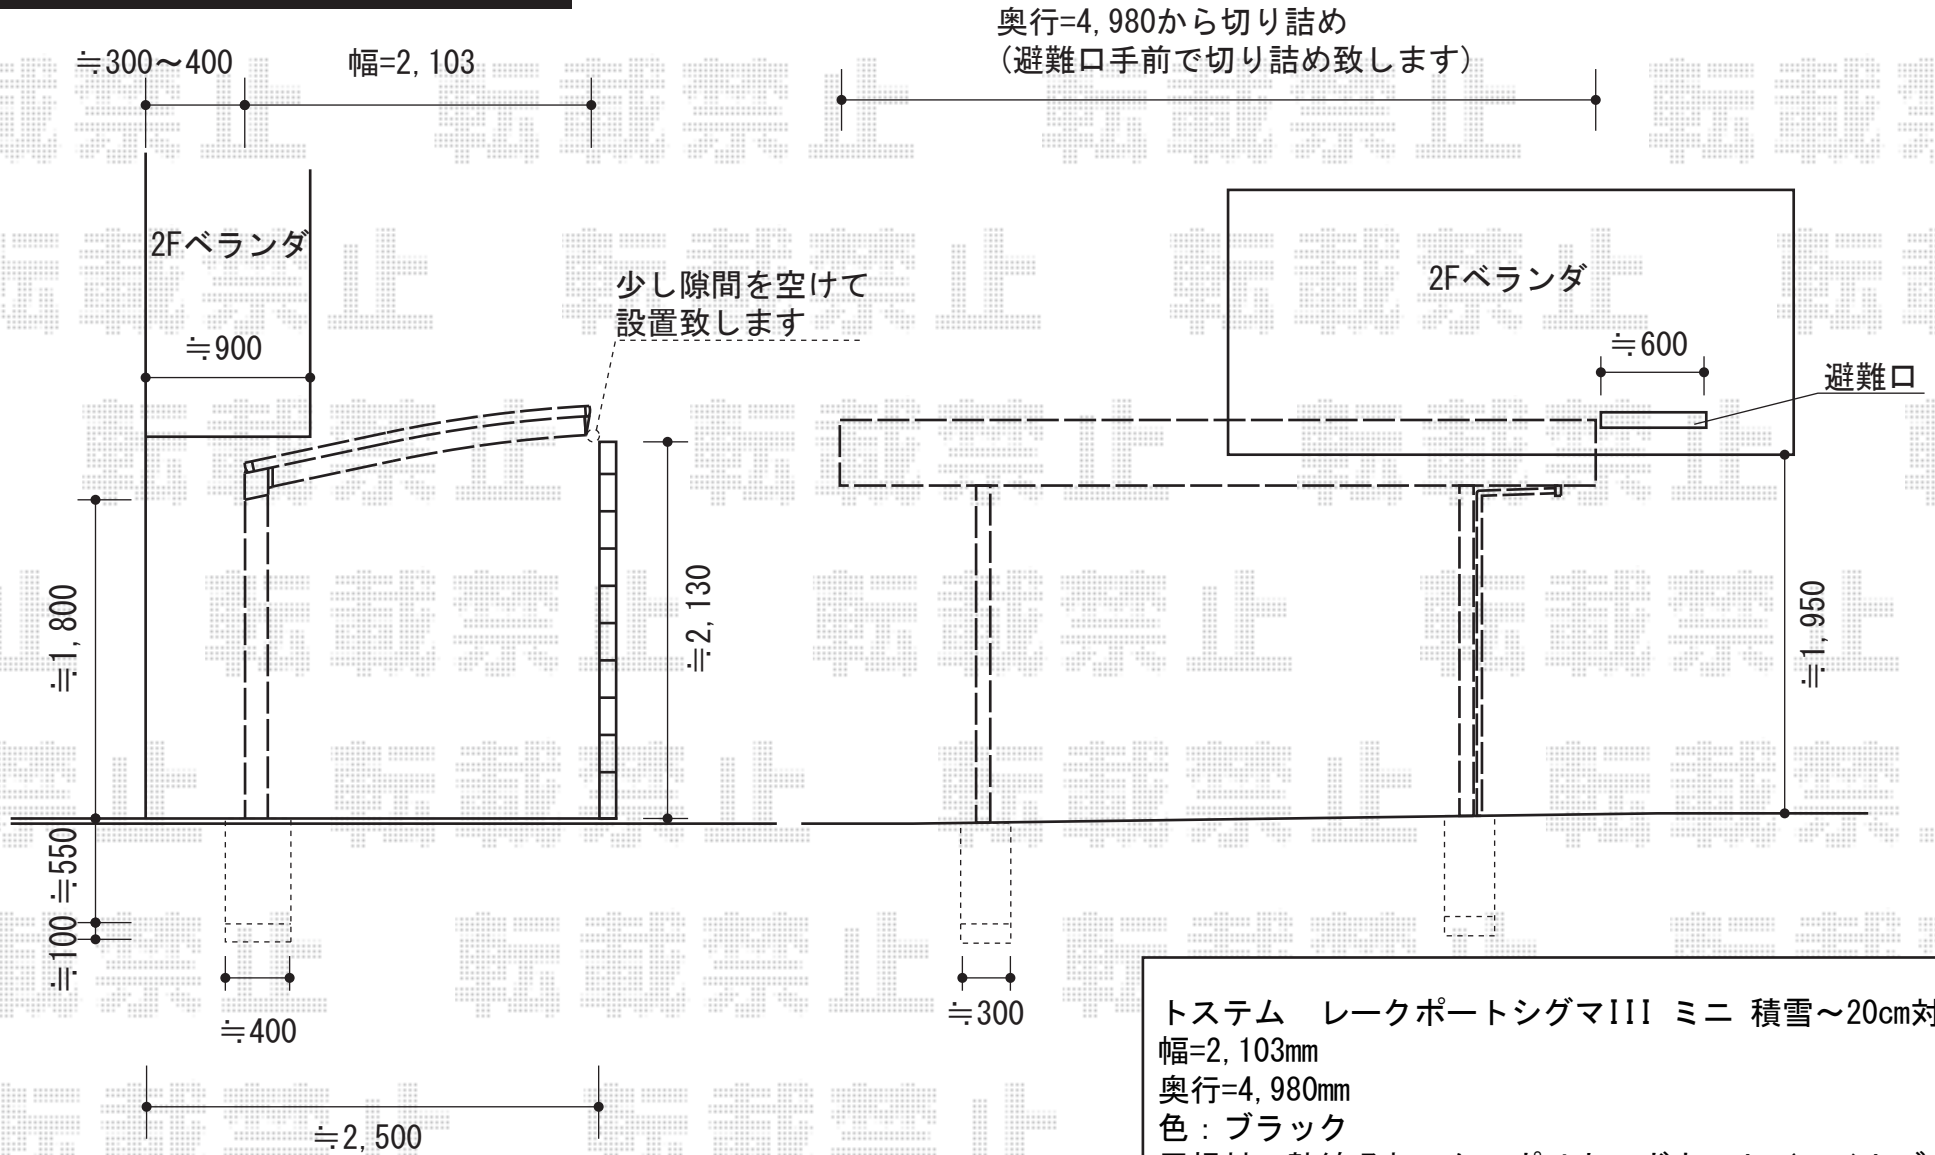 奥行=4,980から切り詰め
(避難口手前で切り詰め致します)
≒300～400
幅=2,103
2Fベランダ
≒900
少し隙間を空けて
設置致します
2Fベランダ
≒600
避難口
≒1,800
≒2,130
≒1,950
≒550
≒100
≒400
≒300
≒2,500
トステム　レークポートシグマIII ミニ 積雪～20cm対
幅=2,103mm
奥行=4,980mm
色：ブラック
転載禁止